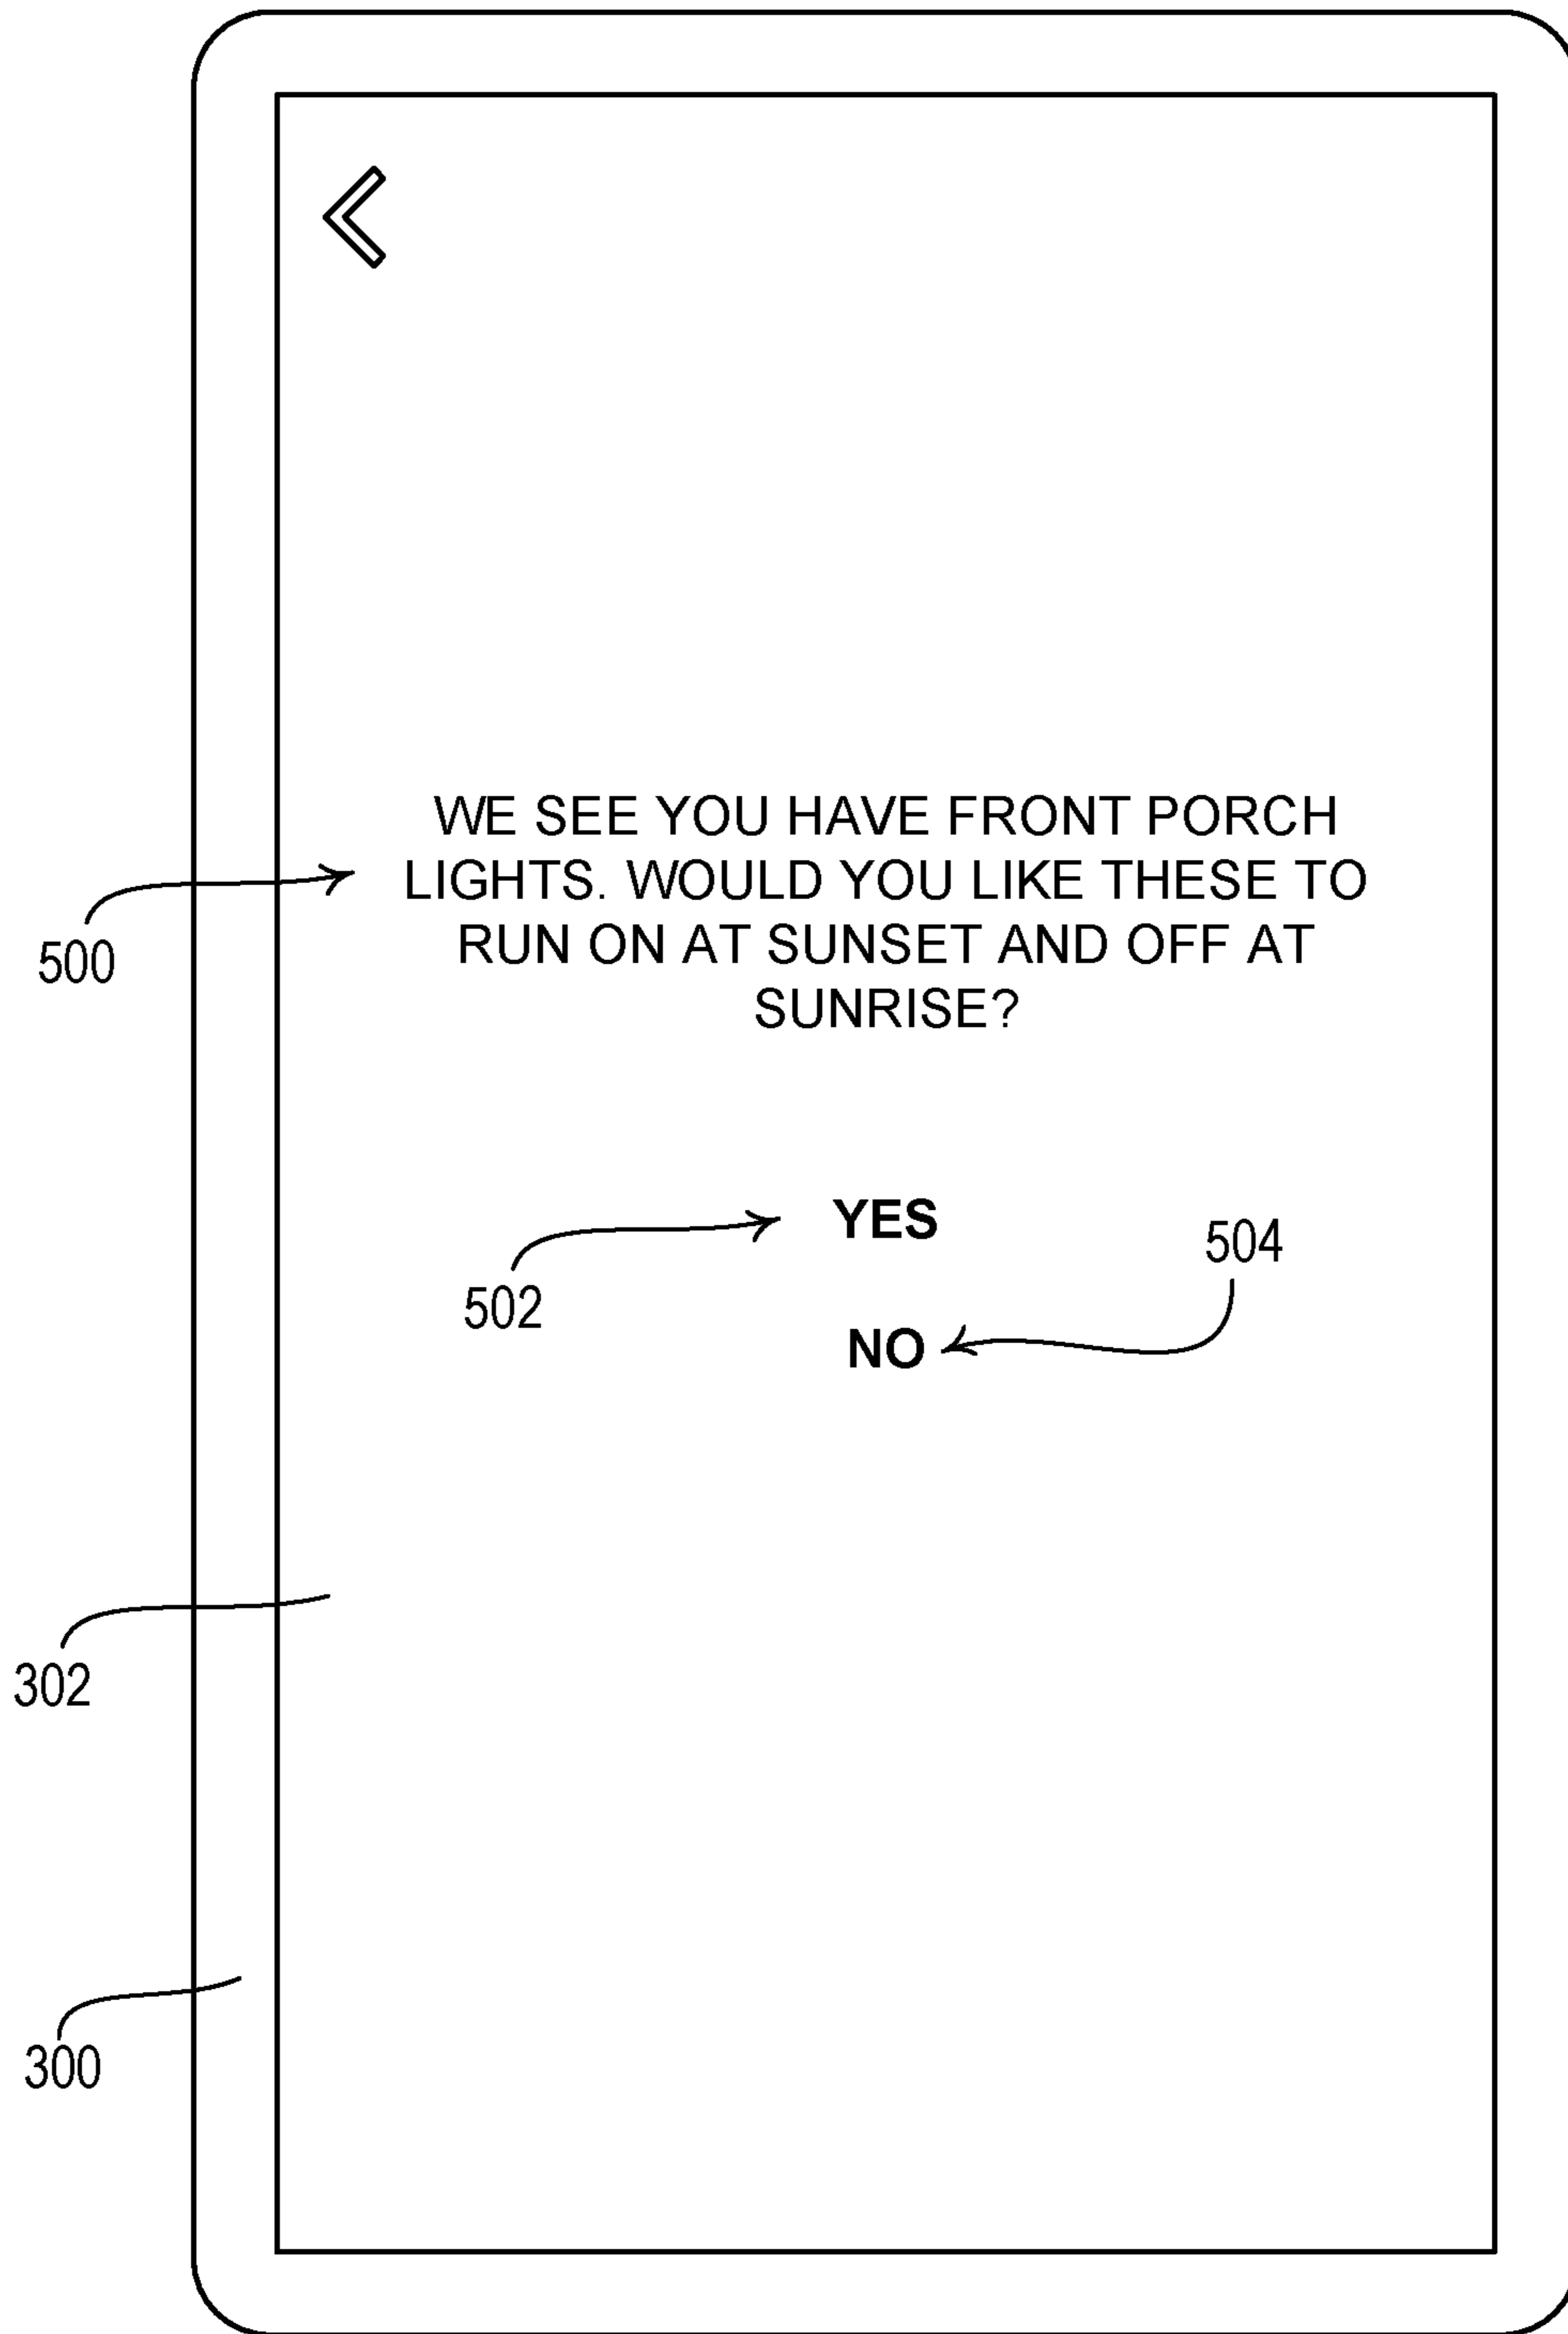 WE SEE YOU HAVE FRONT PORCH
LIGHTS. WOULD YOU LIKE THESE TO
RUN ON AT SUNSET AND OFF AT
SUNRISE?
500
YES
504
502
NO
302
300